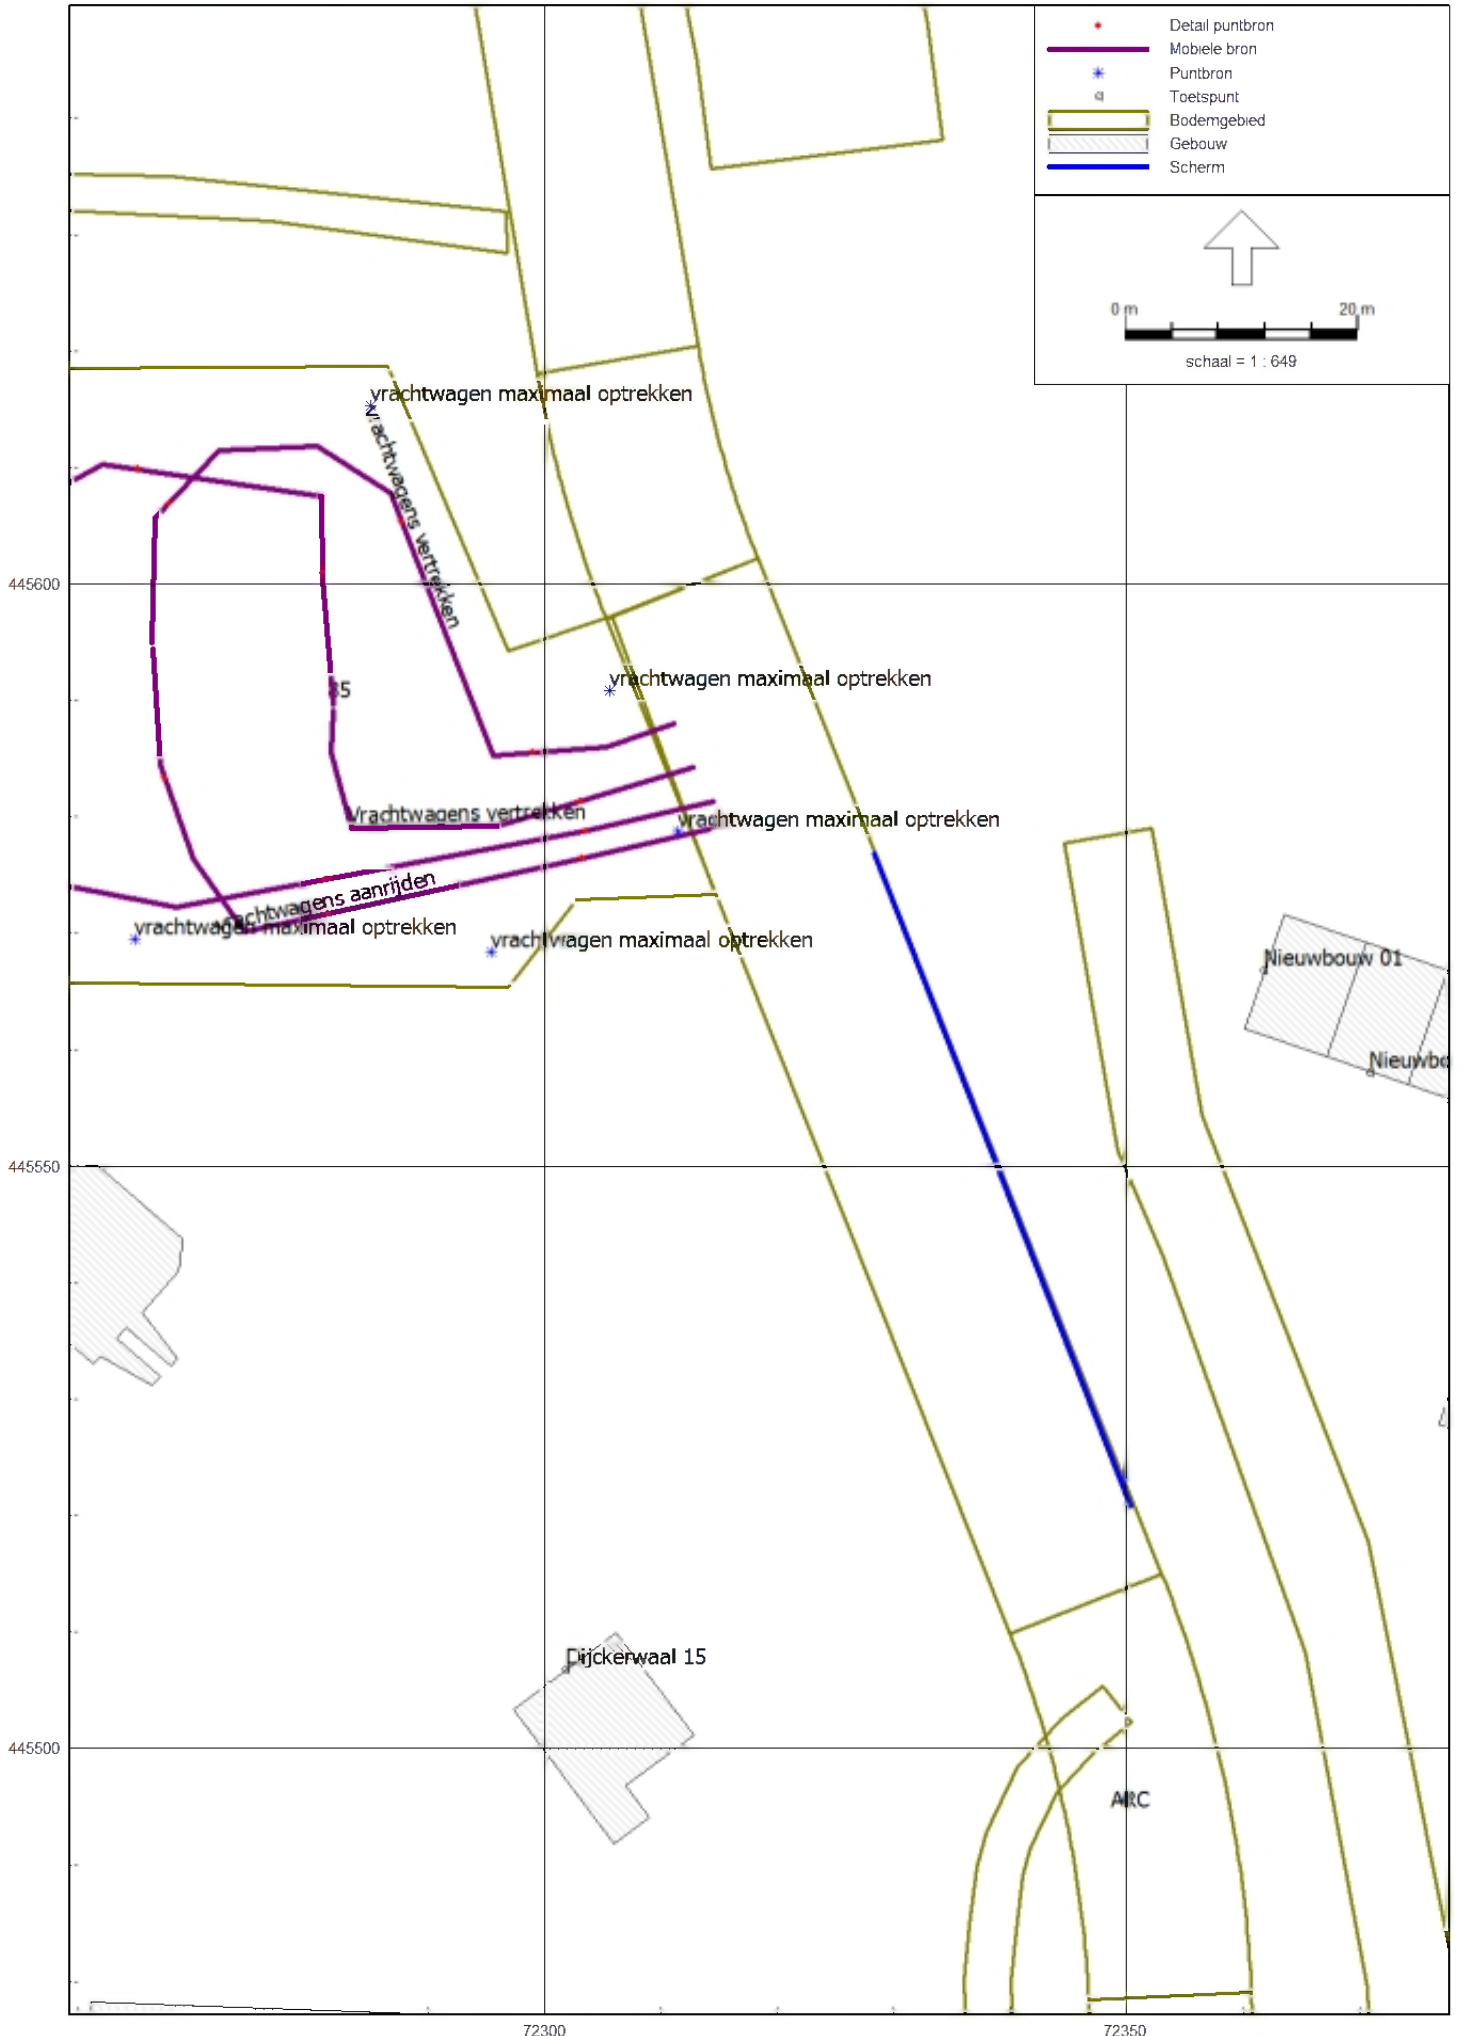 Detail puntbron
Mobiele bron
Puntbron
Toetspunt
Bodemgebied
Gebouw
Scherm
0 m
20 m
schaal = 1 : 649
vrachtwagen maximaal optrekken
vrachtwagens vertrekken
445600
vrachtwagen maximaal optrekken
Vrachtwagens vertrekken
vrachtwagen maximaal optrekken
vrachtwagens aanrijden
vrachtwagen maximaal optrekken
vrachtwagen maximaal optrekken
Nieuwbouw 01
Nieuwbo
445550
Dijckerwaal 15
445500
72300
72350